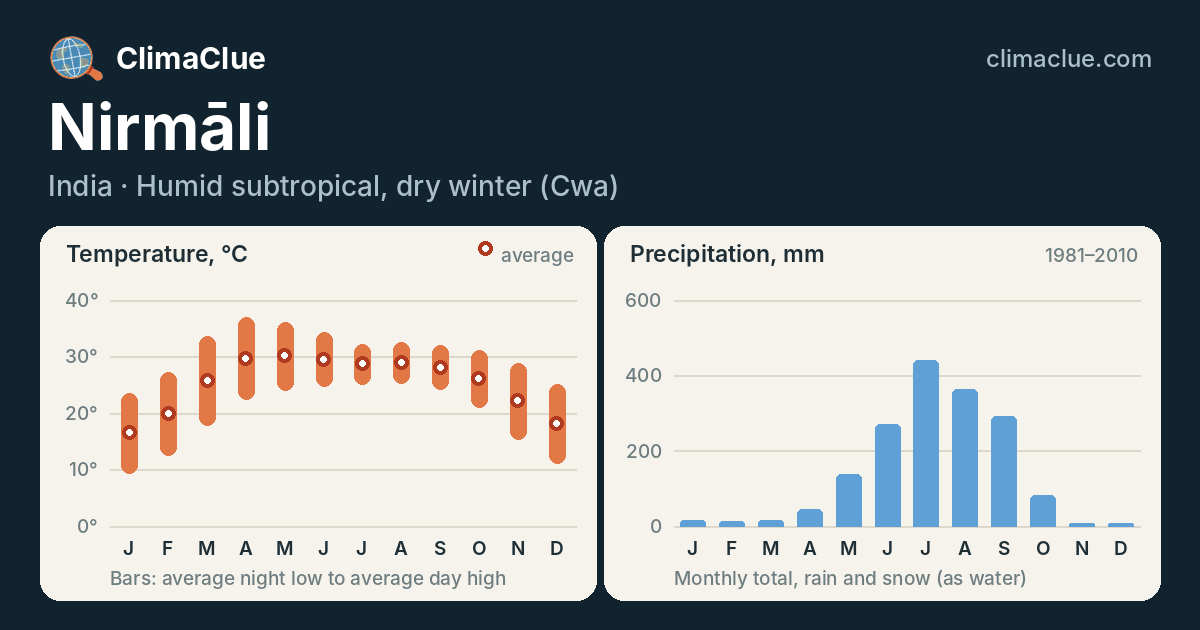 ClimaClue
climaclue.com
Nirmāli
India · Humid subtropical, dry winter (Cwa)
Temperature, °C
average
40°
30°
20°
10°
0°
J F M A M J J A S O N D
Bars: average night low to average day high
Precipitation, mm
1981–2010
600
400
200
0
J F M A M J J A S O N D
Monthly total, rain and snow (as water)